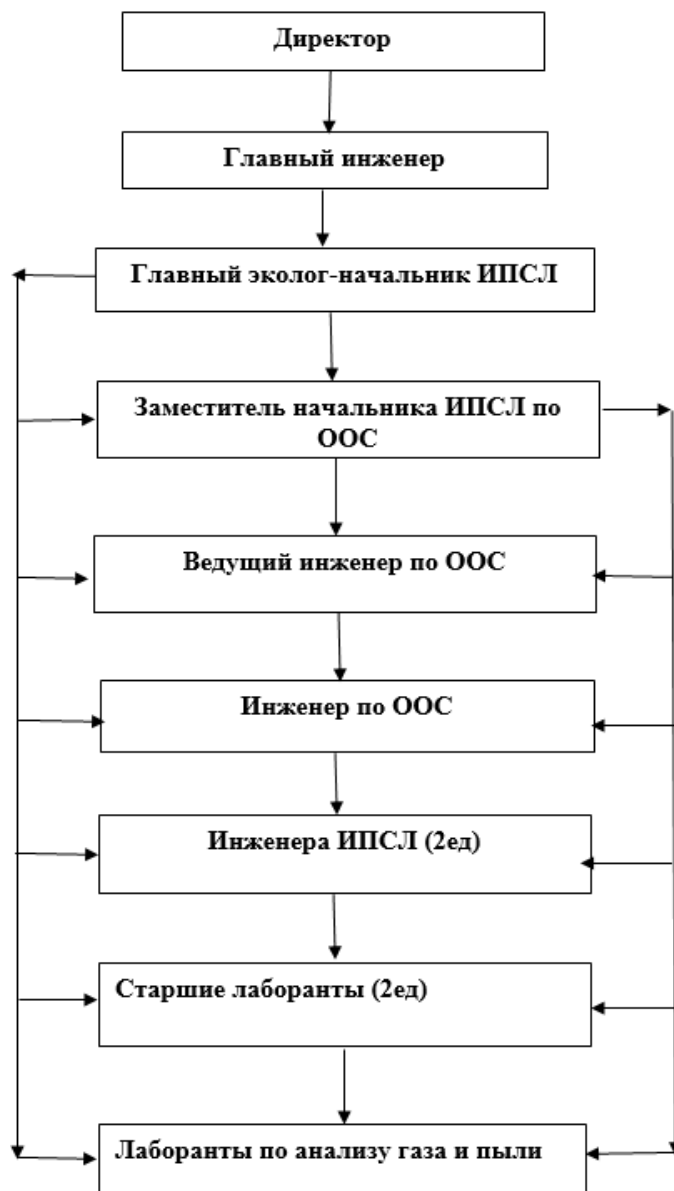 Директор
Главный инженер
Главный эколог-начальник ИПСЛ
Заместитель начальника ИПСЛ по
ООС
Ведущий инженер по ООС
Инженер по ООС
Инженера ИПСЛ (2ед)
Старшие лаборанты (2ед)
Лаборанты по анализу газа и пыли